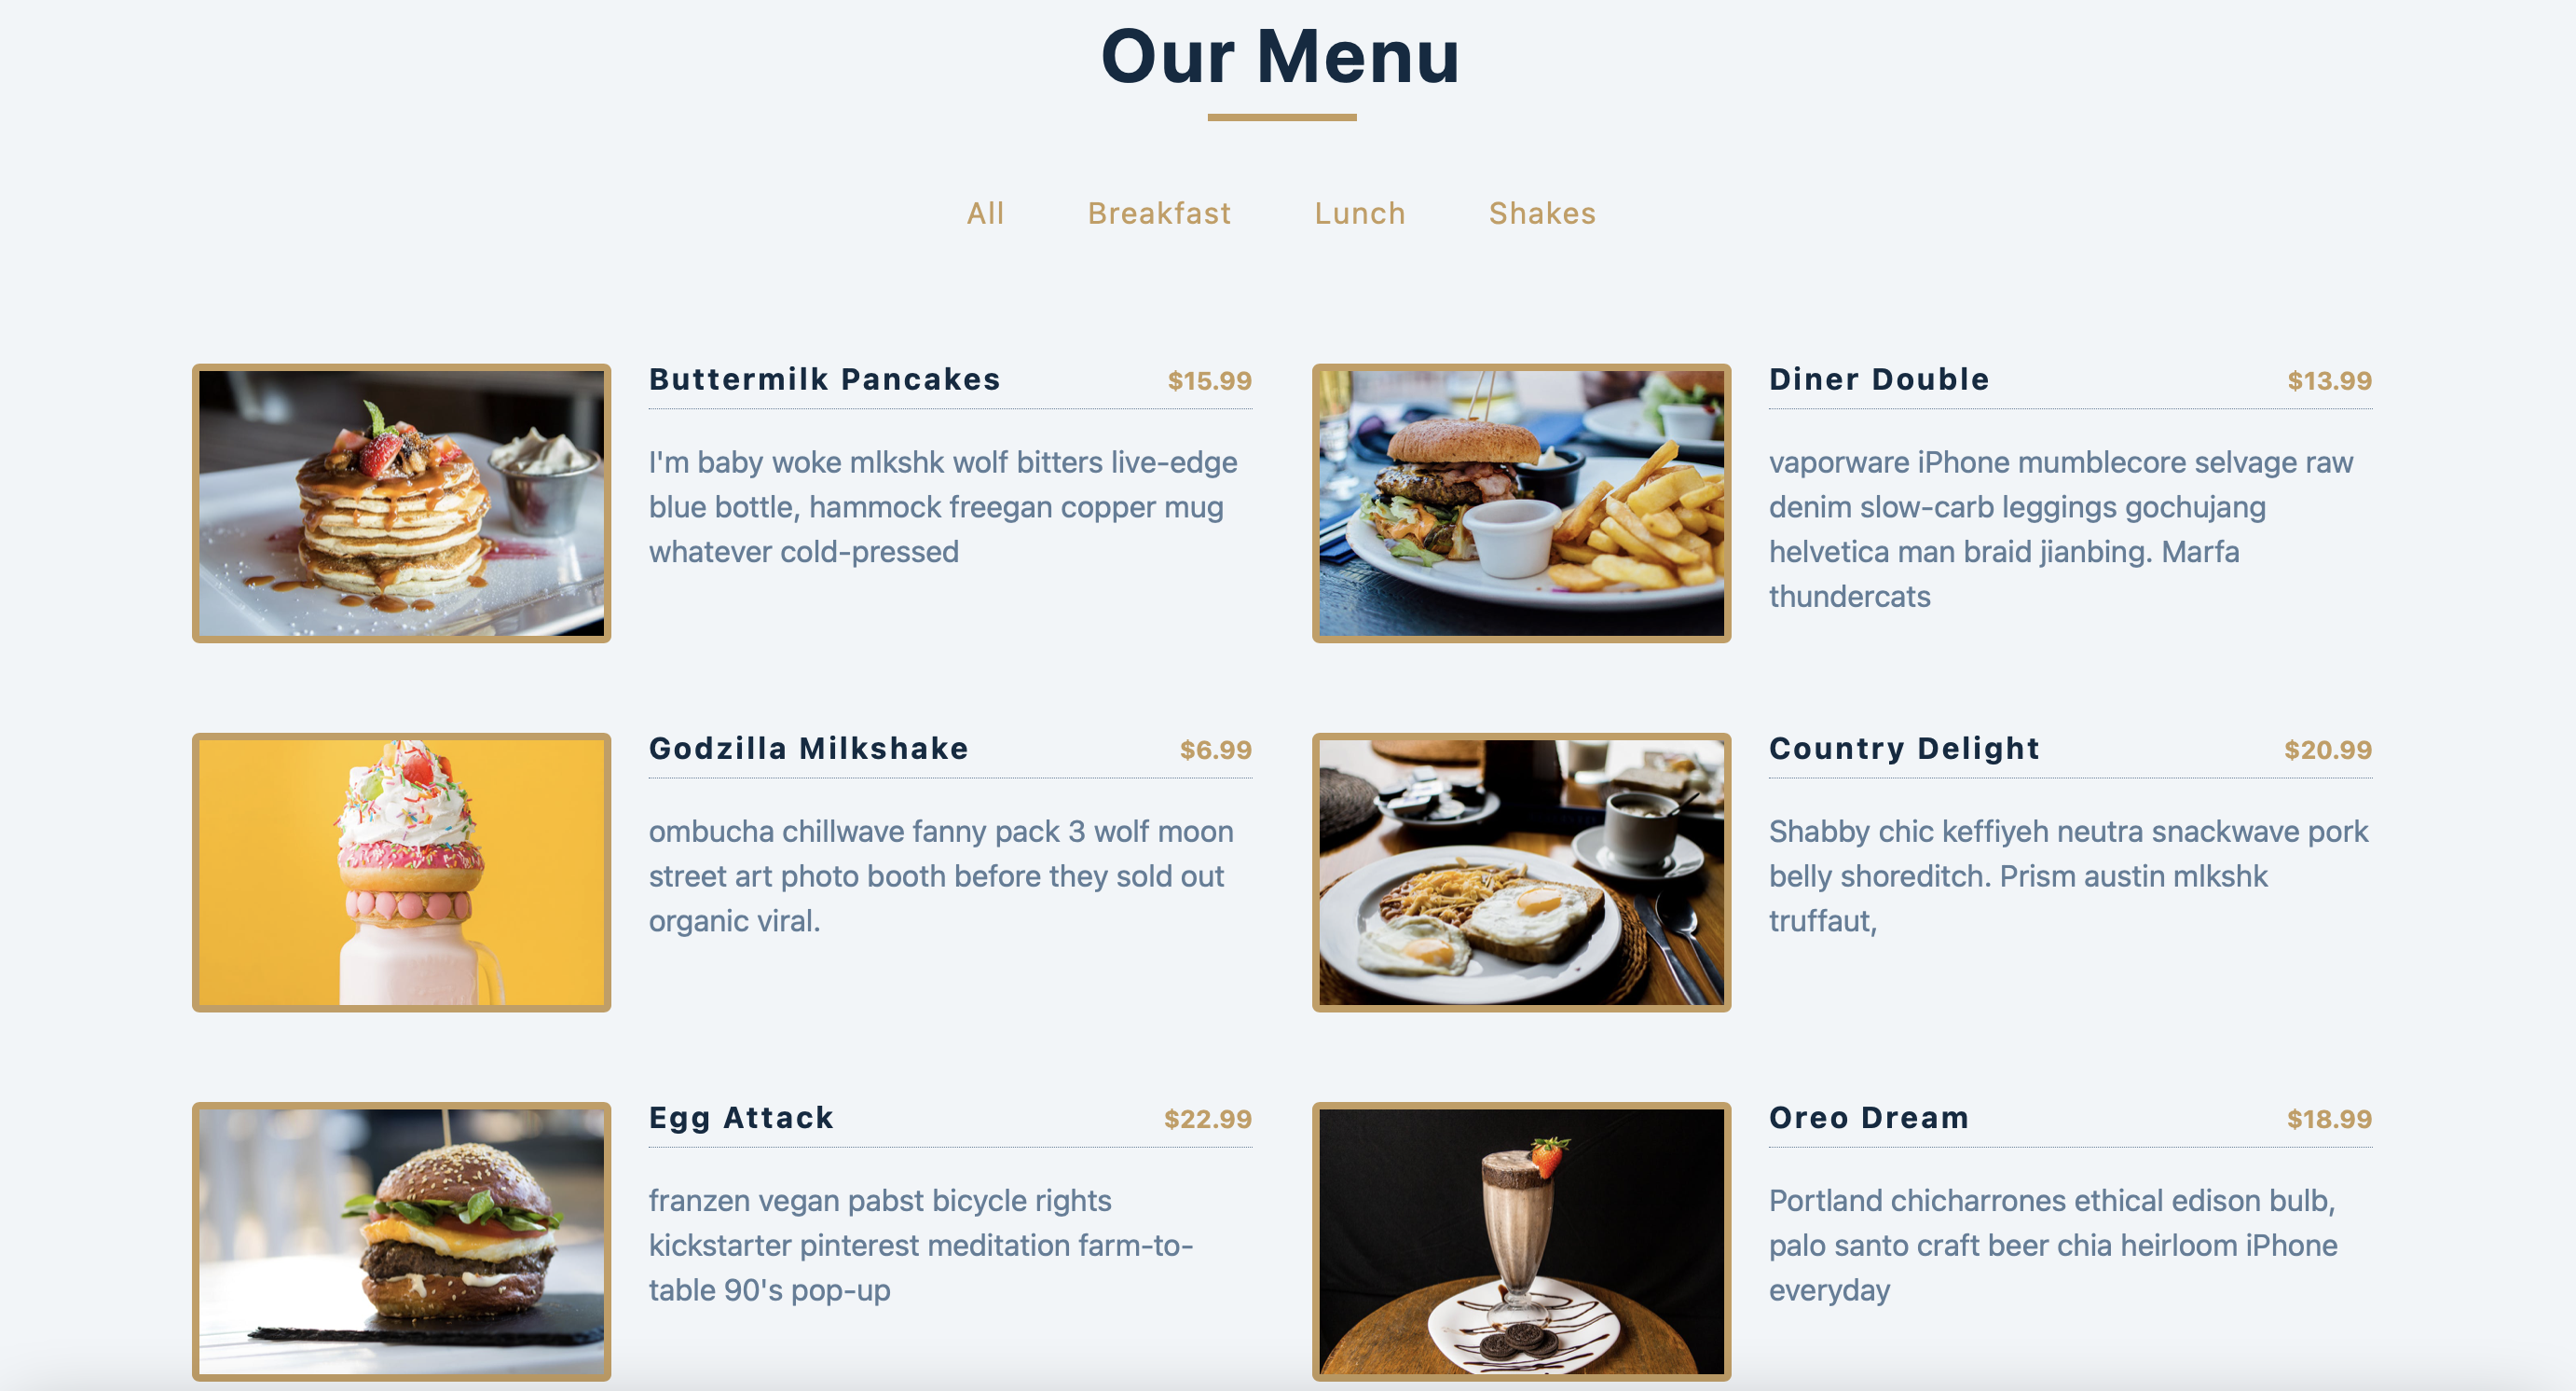 Our Menu
All Breakfast Lunch Shakes
Buttermilk Pancakes $15.99
I'm baby woke mlkshk wolf bitters live-edge
blue bottle, hammock freegan copper mug
whatever cold-pressed
Diner Double $13.99
vaporware iPhone mumblecore selvage raw
denim slow-carb leggings gochujang
helvetica man braid jianbing. Marfa
thundercats
Godzilla Milkshake $6.99
ombucha chillwave fanny pack 3 wolf moon
street art photo booth before they sold out
organic viral.
Country Delight $20.99
Shabby chic keffiyeh neutra snackwave pork
belly shoreditch. Prism austin mlkshk
truffaut,
Egg Attack $22.99
franzen vegan pabst bicycle rights
kickstarter pinterest meditation farm-to-
table 90's pop-up
Oreo Dream $18.99
Portland chicharrones ethical edison bulb,
palo santo craft beer chia heirloom iPhone
everyday